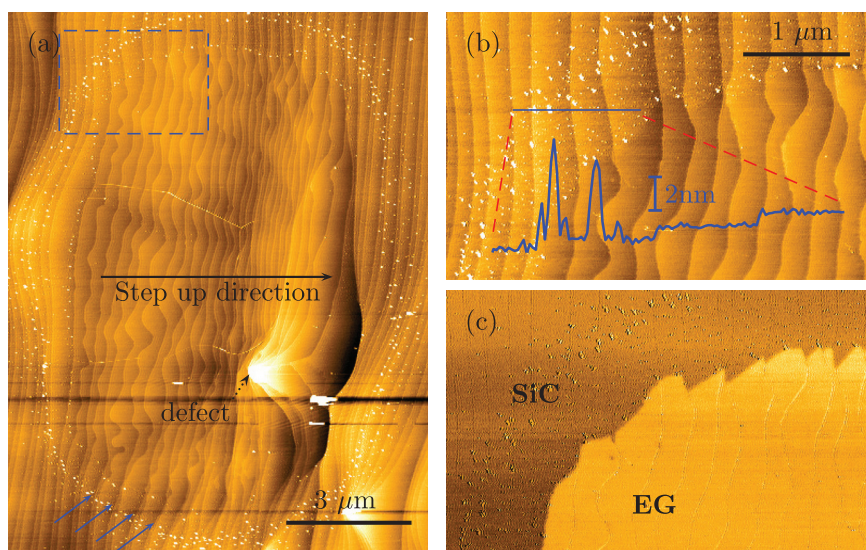 (a)
Step up direction
defect
3 μm
(b)
1 μm
2nm
(c)
SiC
EG